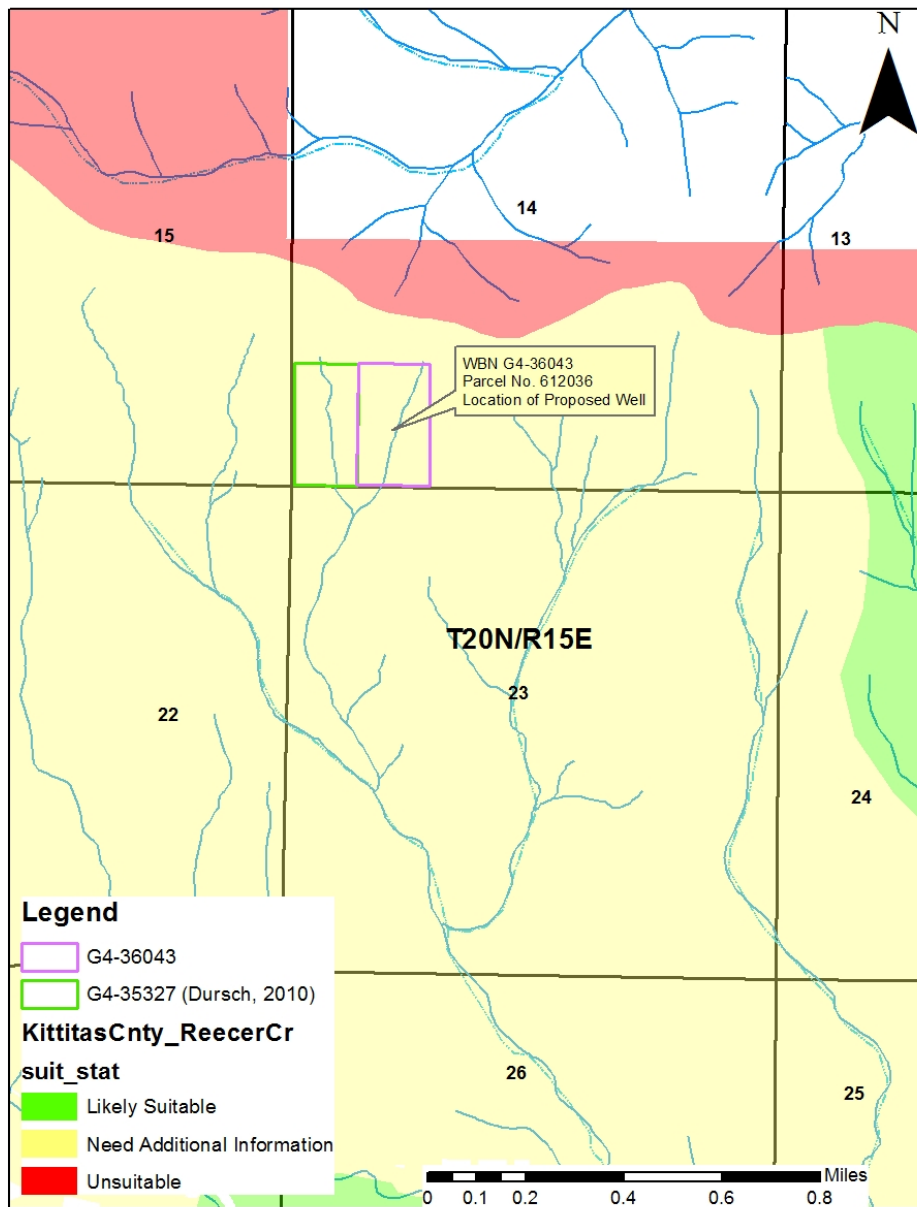 N
14
15
13
WBN G4-36043
Parcel No. 612036
Location of Proposed Well
T20N/R15E
23
22
24
Legend
G4-36043
G4-35327 (Dursch, 2010)
KittitasCnty_ReecerCr
suit_stat
Likely Suitable
Need Additional Information
Unsuitable
26
25
Miles
0 0.1 0.2 0.4 0.6 0.8